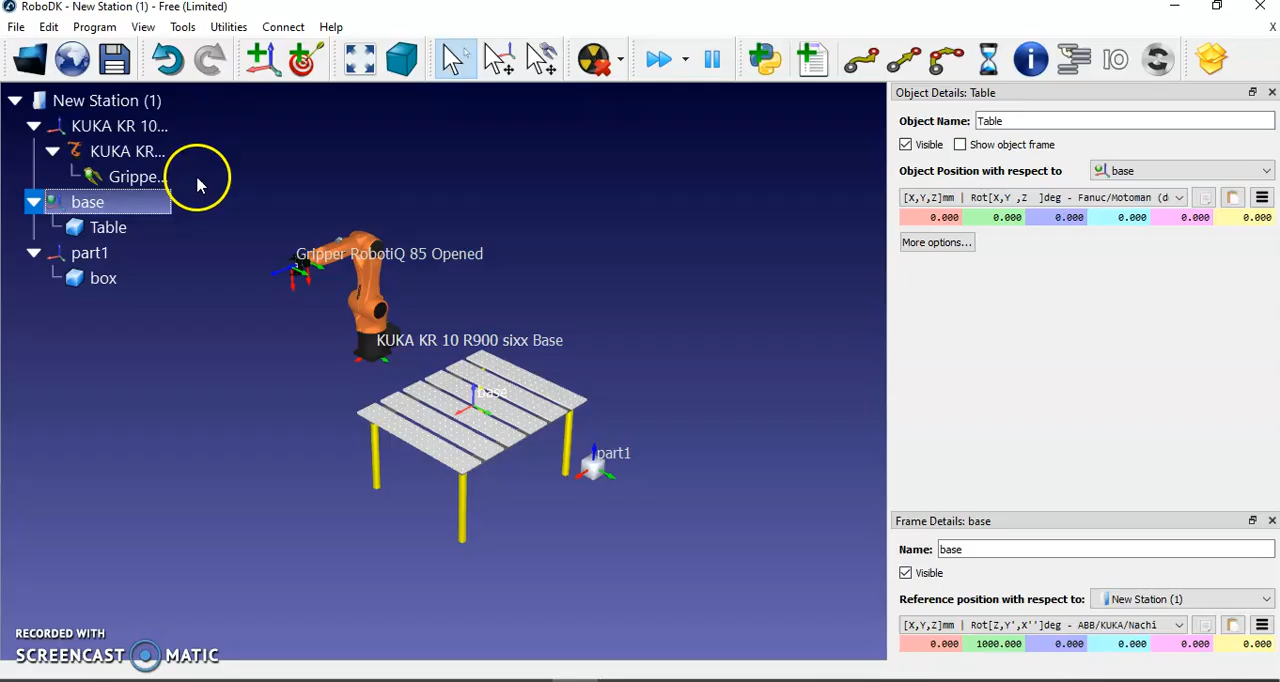 RoboDK - New Station (1) - Free (Limited)
File Edit Program View Tools Utilities Connect Help
x
IO
New Station (1)
KUKA KR 10...
KUKA KR...
Grippe...
base
Table
part1
box
Gripper RobotiQ 85 Opened
KUKA KR 10 R900 sixx Base
base
part1
RECORDED WITH
SCREENCAST MATIC
Object Details: Table
Object Name: Table
Visible Show object frame
Object Position with respect to base
[X,Y,Z]mm | Rot[X,Y ,Z ]deg - Fanuc/Motoman (d
0.000 0.000 0.000 0.000 0.000 0.000
More options...
Frame Details: base
Name: base
Visible
Reference position with respect to: New Station (1)
[X,Y,Z]mm | Rot[Z,Y',X'']deg - ABB/KUKA/Nachi
0.000 1000.000 0.000 0.000 0.000 0.000